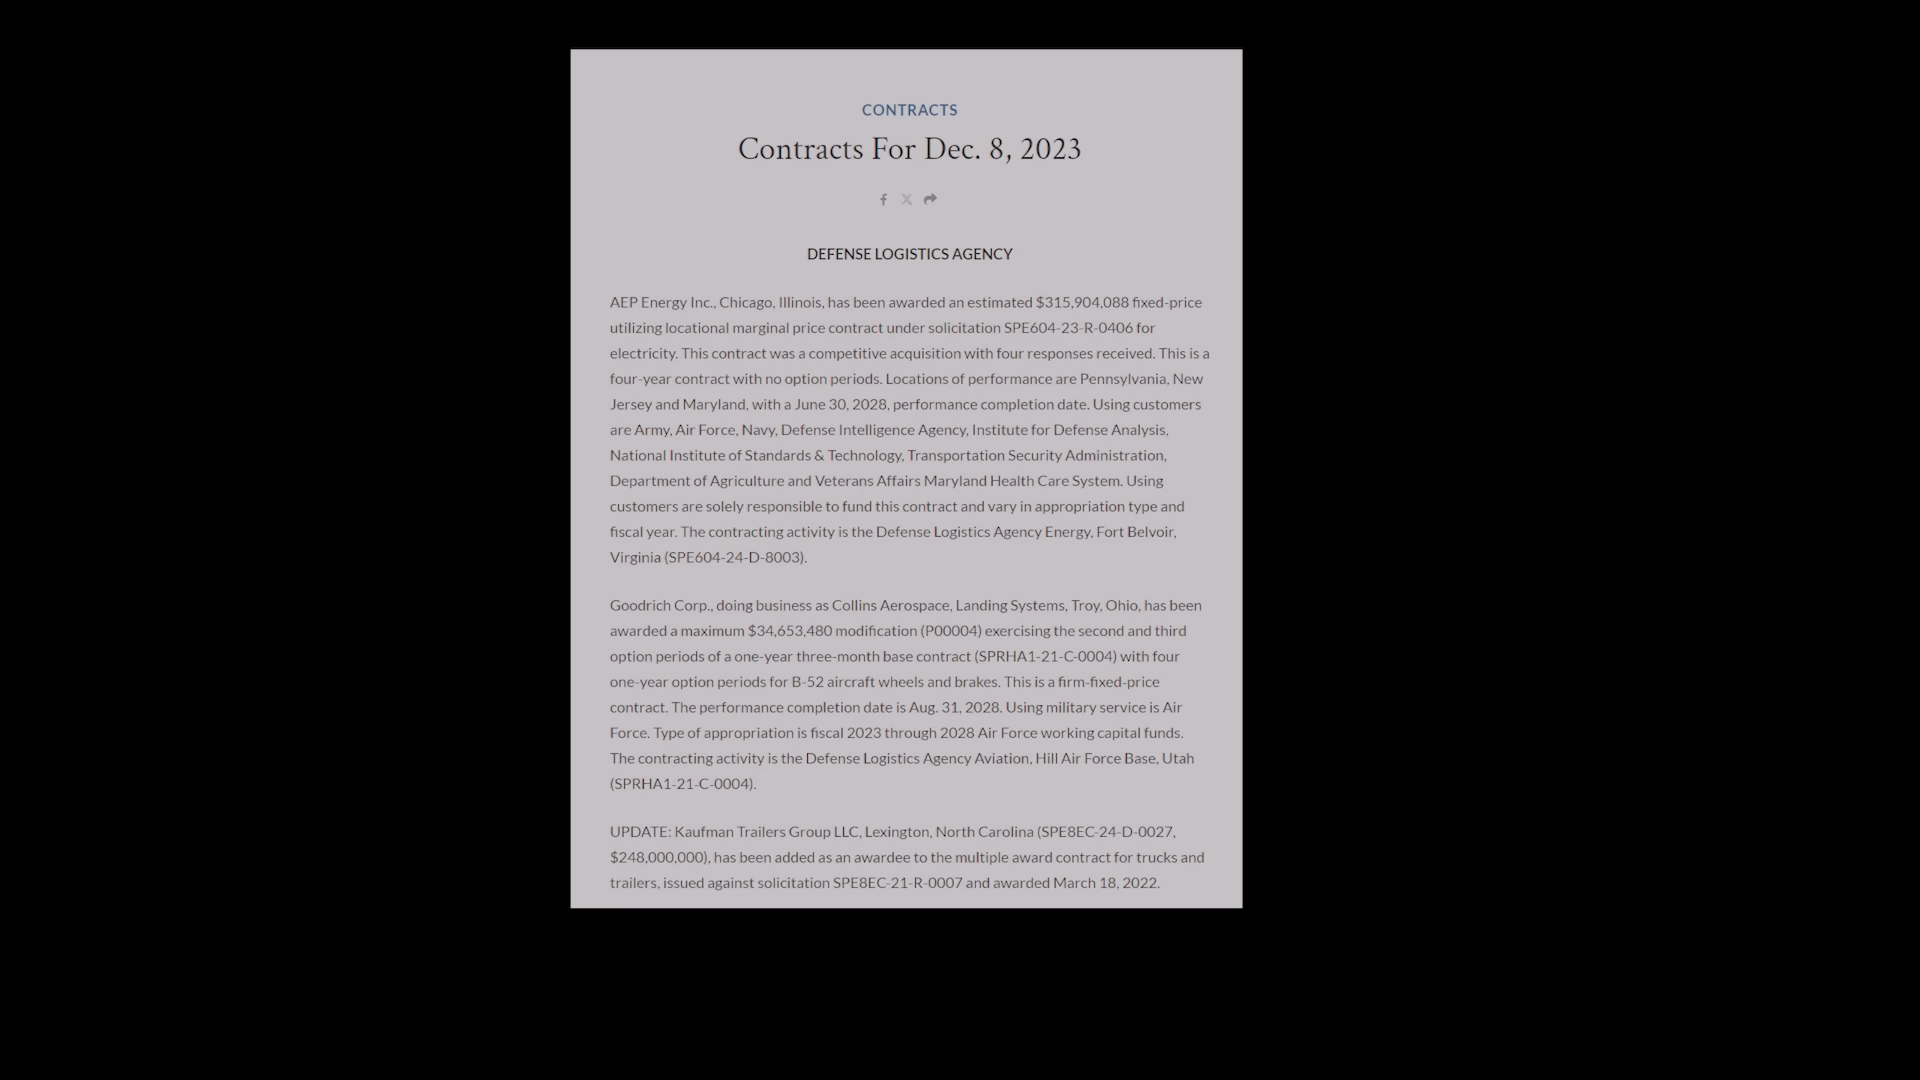 CONTRACTS
Contracts For Dec. 8, 2023
DEFENSE LOGISTICS AGENCY
AEP Energy Inc., Chicago, Illinois, has been awarded an estimated $315,904,088 fixed-price
utilizing locational marginal price contract under solicitation SPE604-23-R-0406 for
electricity. This contract was a competitive acquisition with four responses received. This is a
four-year contract with no option periods. Locations of performance are Pennsylvania, New
Jersey and Maryland, with a June 30, 2028, performance completion date. Using customers
are Army, Air Force, Navy, Defense Intelligence Agency, Institute for Defense Analysis,
National Institute of Standards & Technology, Transportation Security Administration,
Department of Agriculture and Veterans Affairs Maryland Health Care System. Using
customers are solely responsible to fund this contract and vary in appropriation type and
fiscal year. The contracting activity is the Defense Logistics Agency Energy, Fort Belvoir,
Virginia (SPE604-24-D-8003).
Goodrich Corp., doing business as Collins Aerospace, Landing Systems, Troy, Ohio, has been
awarded a maximum $34,653,480 modification (P00004) exercising the second and third
option periods of a one-year three-month base contract (SPRHA1-21-C-0004) with four
one-year option periods for B-52 aircraft wheels and brakes. This is a firm-fixed-price
contract. The performance completion date is Aug. 31, 2028. Using military service is Air
Force. Type of appropriation is fiscal 2023 through 2028 Air Force working capital funds.
The contracting activity is the Defense Logistics Agency Aviation, Hill Air Force Base, Utah
(SPRHA1-21-C-0004).
UPDATE: Kaufman Trailers Group LLC, Lexington, North Carolina (SPE8EC-24-D-0027,
$248,000,000), has been added as an awardee to the multiple award contract for trucks and
trailers, issued against solicitation SPE8EC-21-R-0007 and awarded March 18, 2022.